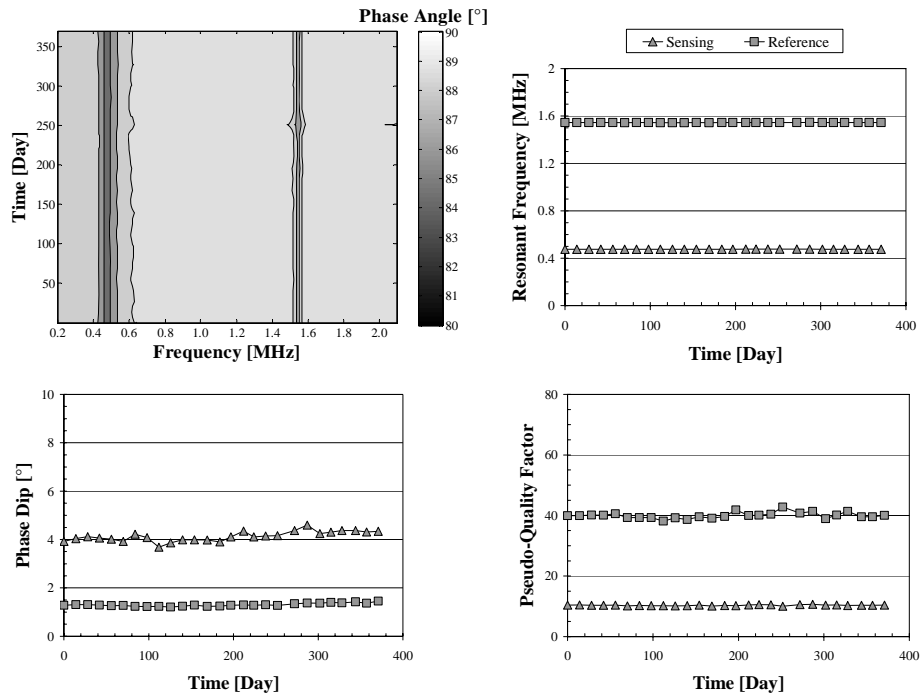 Phase Angle [°]
350
300
250
200
150
100
50
Time [Day]
0.2 0.4 0.6 0.8 1.0 1.2 1.4 1.6 1.8 2.0
Frequency [MHz]
90
89
88
87
86
85
84
83
82
81
80
Sensing Reference
2
1.6
1.2
0.8
0.4
0
Resonant Frequency [MHz]
0 100 200 300 400
Time [Day]
10
8
6
4
2
0
Phase Dip [°]
0 100 200 300 400
Time [Day]
80
60
40
20
0
Pseudo-Quality Factor
0 100 200 300 400
Time [Day]